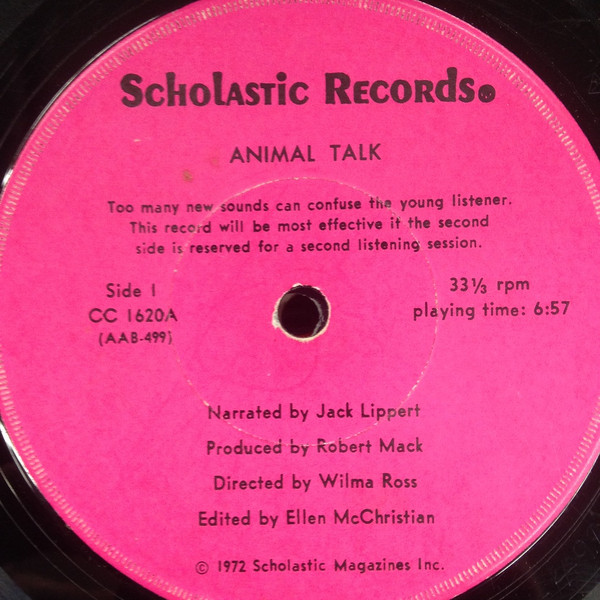 Scholastic Records®
ANIMAL TALK
Too many new sounds can confuse the young listener.
This record will be most effective it the second
side is reserved for a second listening session.
Side 1
CC 1620A
(AAB-499)
33⅓ rpm
playing time: 6:57
Narrated by Jack Lippert
Produced by Robert Mack
Directed by Wilma Ross
Edited by Ellen McChristian
© 1972 Scholastic Magazines Inc.